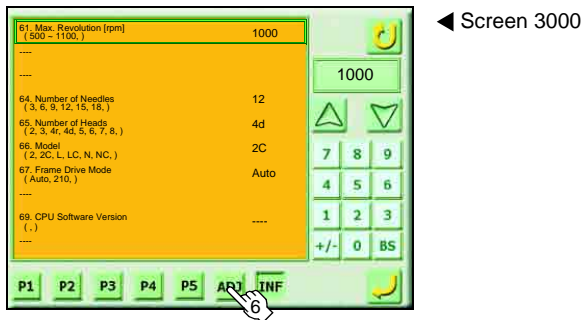 ◀ Screen 3000
61. Max. Revolution [rpm] 1000
( 500 ~ 1100, )
----
----
1000
64. Number of Needles 12
( 3, 6, 9, 12, 15, 18, )
65. Number of Heads 4d
( 2, 3, 4r, 4d, 5, 6, 7, 8, )
66. Model 2C
( 2, 2C, L, LC, N, NC, )
67. Frame Drive Mode Auto
( Auto, 210, )
----
69. CPU Software Version ----
( , )
----
7 8 9
4 5 6
1 2 3
+/- 0 BS
P1 P2 P3 P4 P5 ADJ INF
6